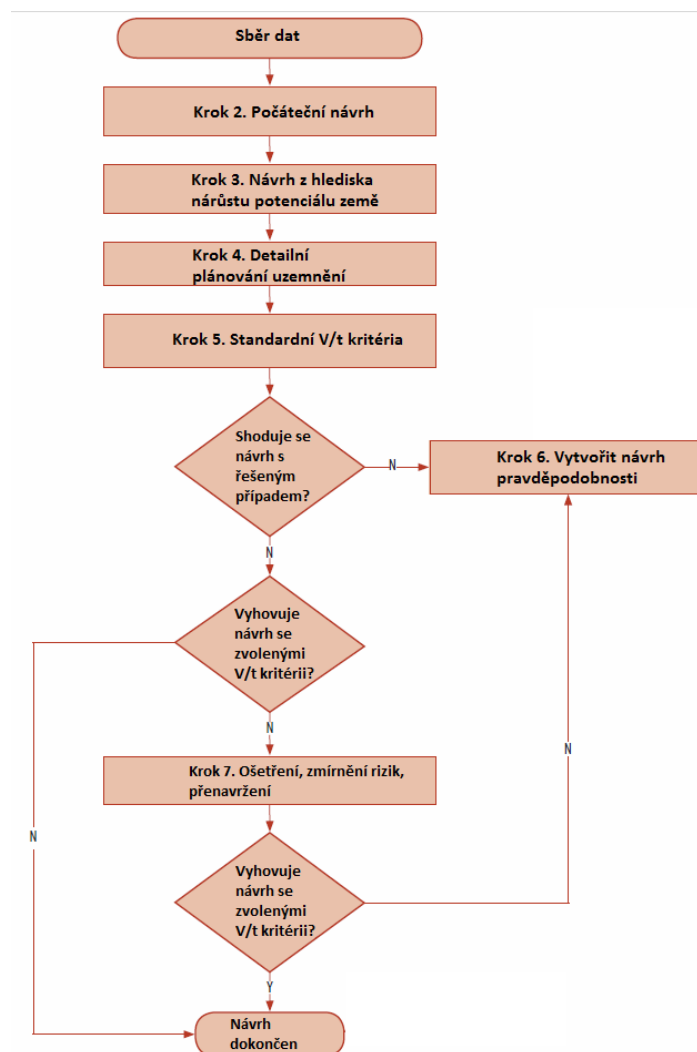 Sběr dat
Krok 2. Počáteční návrh
Krok 3. Návrh z hlediska
nárůstu potenciálu země
Krok 4. Detailní
plánování uzemnění
Krok 5. Standardní V/t kritéria
Shoduje se
návrh s
řešeným
případem?
N
Krok 6. Vytvořit návrh
pravděpodobnosti
N
Vyhovuje
návrh se
zvolenými
V/t kritérii?
N
Krok 7. Ošetření, zmírnění rizik,
přenavržení
N
N
Vyhovuje
návrh se
zvolenými
V/t kritérii?
Y
Návrh
dokončen